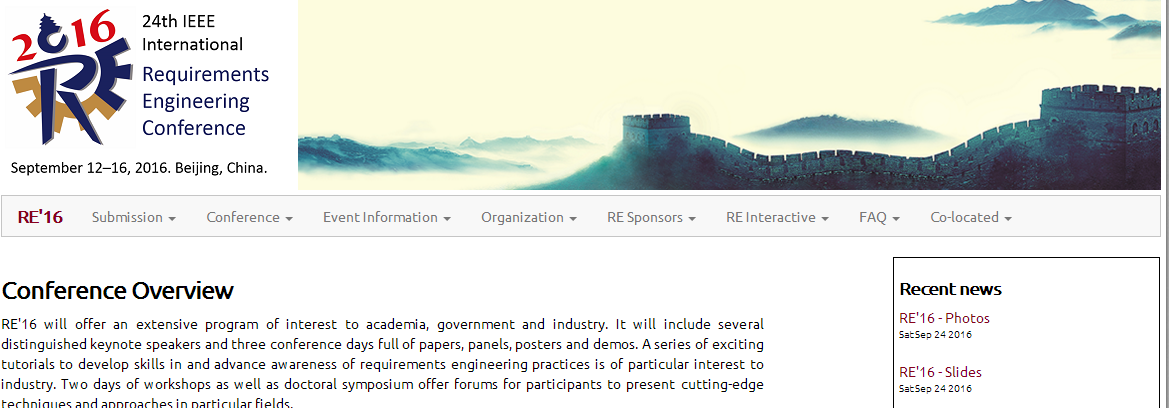 2016
RE
24th IEEE
International
Requirements
Engineering
Conference
September 12–16, 2016. Beijing, China.
RE'16 Submission Conference Event Information Organization RE Sponsors RE Interactive FAQ Co-located
Conference Overview
RE'16 will offer an extensive program of interest to academia, government and industry. It will include several
distinguished keynote speakers and three conference days full of papers, panels, posters and demos. A series of exciting
tutorials to develop skills in and advance awareness of requirements engineering practices is of particular interest to
industry. Two days of workshops as well as doctoral symposium offer forums for participants to present cutting-edge
techniques and approaches in particular fields.
Recent news
RE'16 - Photos
Sat Sep 24 2016
RE'16 - Slides
Sat Sep 24 2016